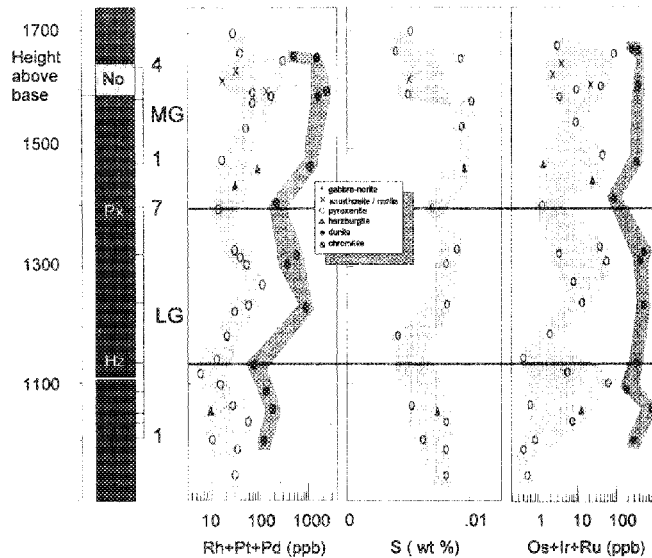 1700
Height
above
base
1500
1300
1100
No
Px
Hz
4
MG
1
7
LG
1
gabbro-norite
anorthosite / norite
pyroxenite
harzburgite
dunite
chromitite
10 100 1000
Rh+Pt+Pd (ppb)
0 .01
S ( wt %)
1 10 100
Os+Ir+Ru (ppb)